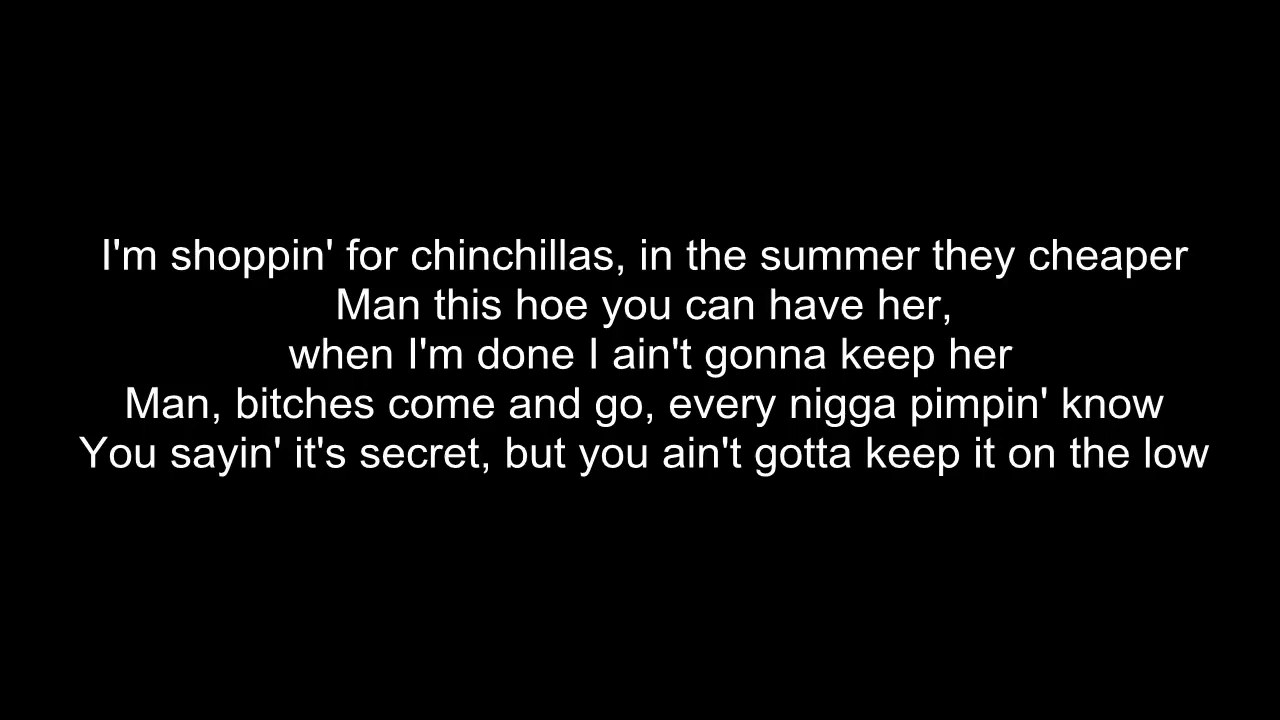 I'm shoppin' for chinchillas, in the summer they cheaper
Man this hoe you can have her,
when I'm done I ain't gonna keep her
Man, bitches come and go, every nigga pimpin' know
You sayin' it's secret, but you ain't gotta keep it on the low